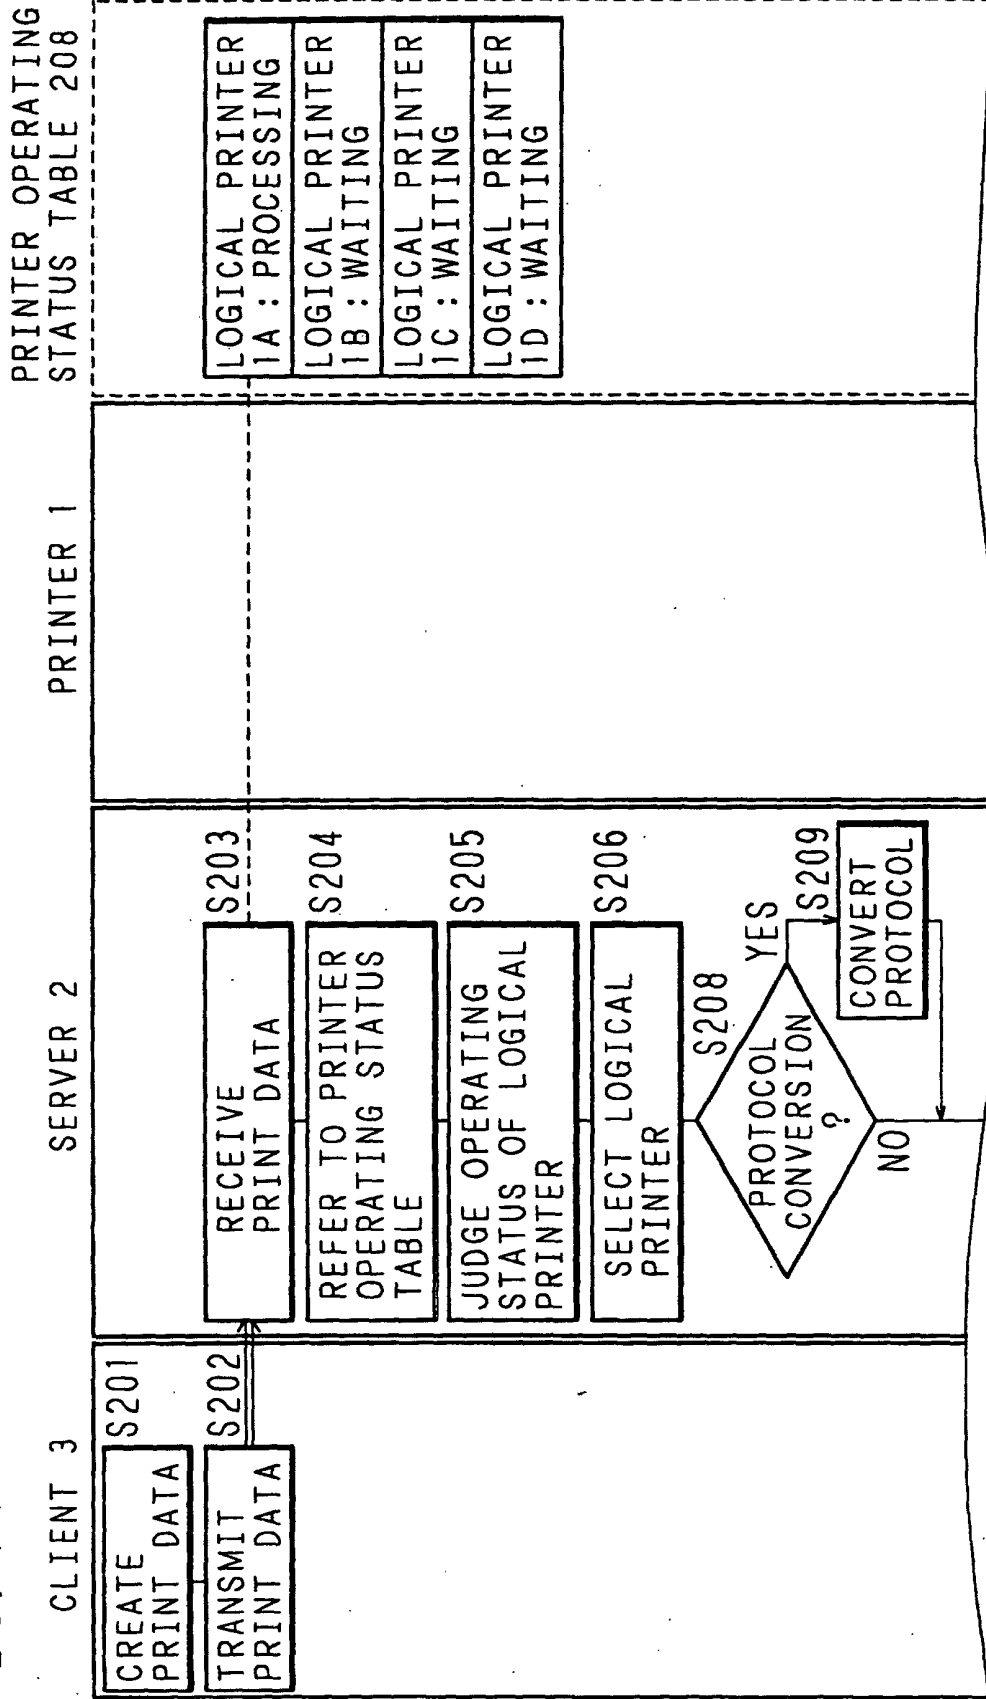 CLIENT 3
SERVER 2
PRINTER 1
PRINTER OPERATING
STATUS TABLE 208
CREATE
PRINT DATA
S201
TRANSMIT
PRINT DATA
S202
RECEIVE
PRINT DATA
S203
REFER TO PRINTER
OPERATING STATUS
TABLE
S204
JUDGE OPERATING
STATUS OF LOGICAL
PRINTER
S205
SELECT LOGICAL
PRINTER
S206
PROTOCOL
CONVERSION
?
S208
YES
NO
CONVERT
PROTOCOL
S209
LOGICAL PRINTER
1A : PROCESSING
LOGICAL PRINTER
1B : WAITING
LOGICAL PRINTER
1C : WAITING
LOGICAL PRINTER
1D : WAITING